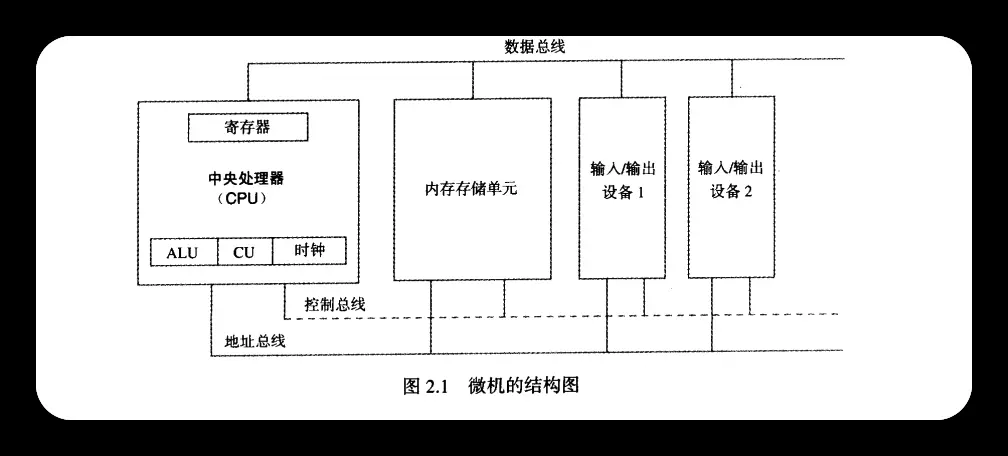 数据总线
寄存器
中央处理器
（CPU）
ALU
CU
时钟
内存存储单元
输入/输出
设备 1
输入/输出
设备 2
控制总线
地址总线
图 2.1 微机的结构图